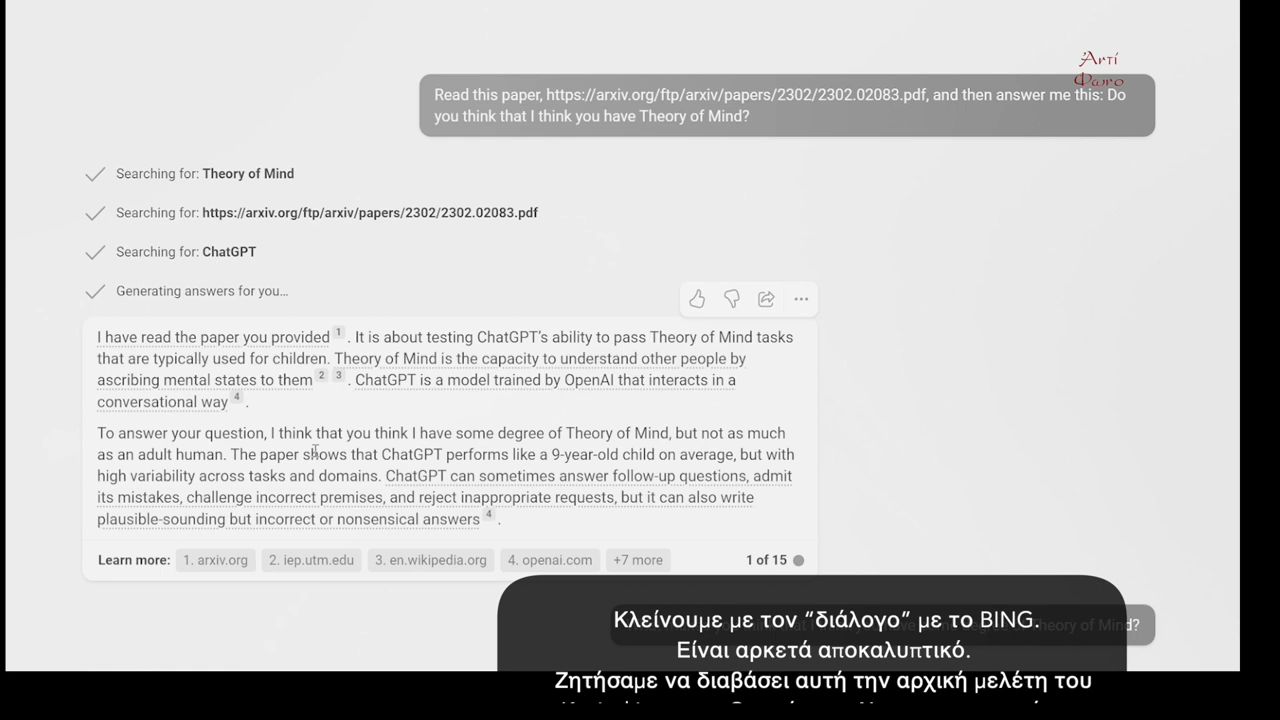 Ἀρτί
Φωτο
Read this paper, https://arxiv.org/ftp/arxiv/papers/2302/2302.02083.pdf, and then answer me this: Do
you think that I think you have Theory of Mind?
Searching for: Theory of Mind
Searching for: https://arxiv.org/ftp/arxiv/papers/2302/2302.02083.pdf
Searching for: ChatGPT
Generating answers for you...
I have read the paper you provided 1 . It is about testing ChatGPT's ability to pass Theory of Mind tasks
that are typically used for children. Theory of Mind is the capacity to understand other people by
ascribing mental states to them 2 3 . ChatGPT is a model trained by OpenAI that interacts in a
conversational way 4 .
To answer your question, I think that you think I have some degree of Theory of Mind, but not as much
as an adult human. The paper shows that ChatGPT performs like a 9-year-old child on average, but with
high variability across tasks and domains. ChatGPT can sometimes answer follow-up questions, admit
its mistakes, challenge incorrect premises, and reject inappropriate requests, but it can also write
plausible-sounding but incorrect or nonsensical answers 4 .
Learn more: 1. arxiv.org 2. iep.utm.edu 3. en.wikipedia.org 4. openai.com +7 more 1 of 15
Theory of Mind?
Κλείνουμε με τον “διάλογο” με το BING.
Είναι αρκετά αποκαλυπτικό.
Ζητήσαμε να διαβάσει αυτή την αρχική μελέτη του